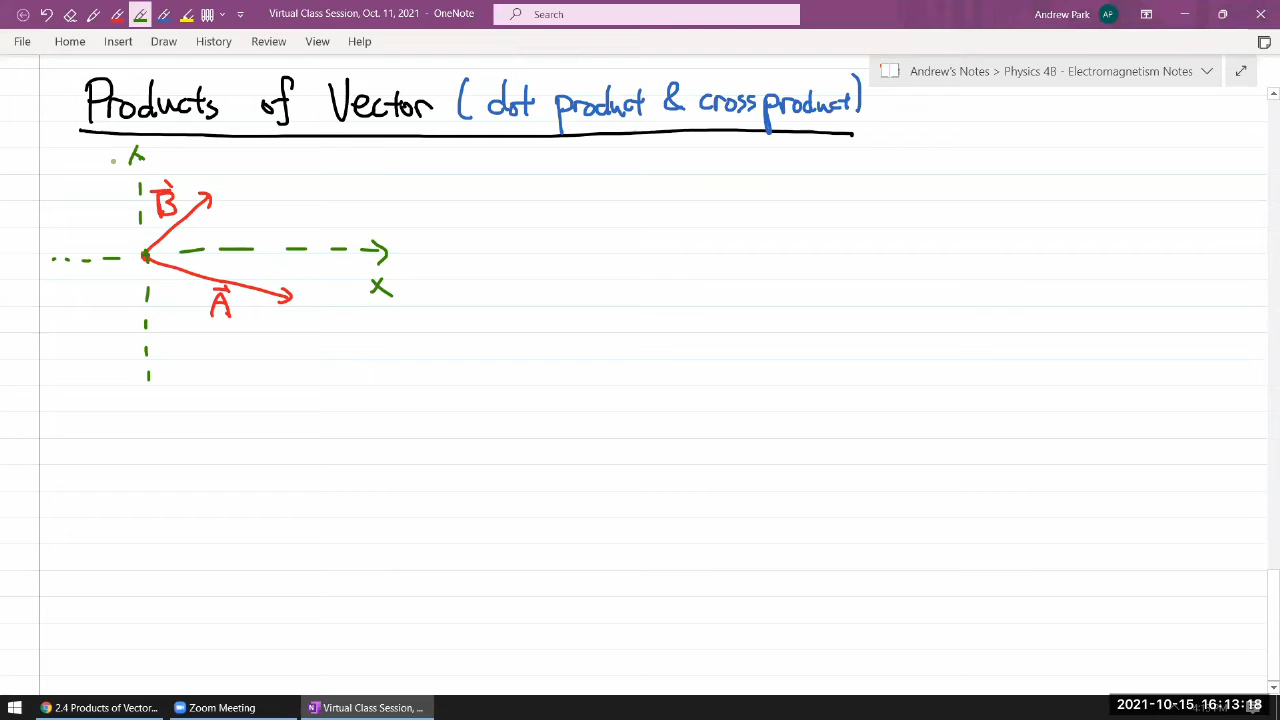 Virtual Class Session, Oct. 11, 2021 - OneNote
Search
Andrew Park
AP
File Home Insert Draw History Review View Help
Andrew's Notes > Physics 4B - Electromagnetism Notes
Products of Vector (dot product & cross product)
B
x
A
2.4 Products of Vector...
Zoom Meeting
Virtual Class Session, ...
2021-10-15 16:13:18